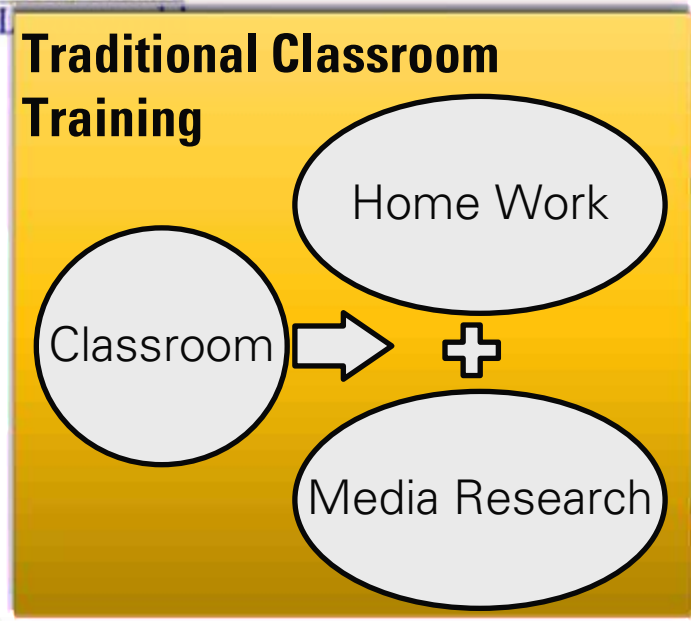 Traditional Classroom
Training
Home Work
Classroom
Media Research